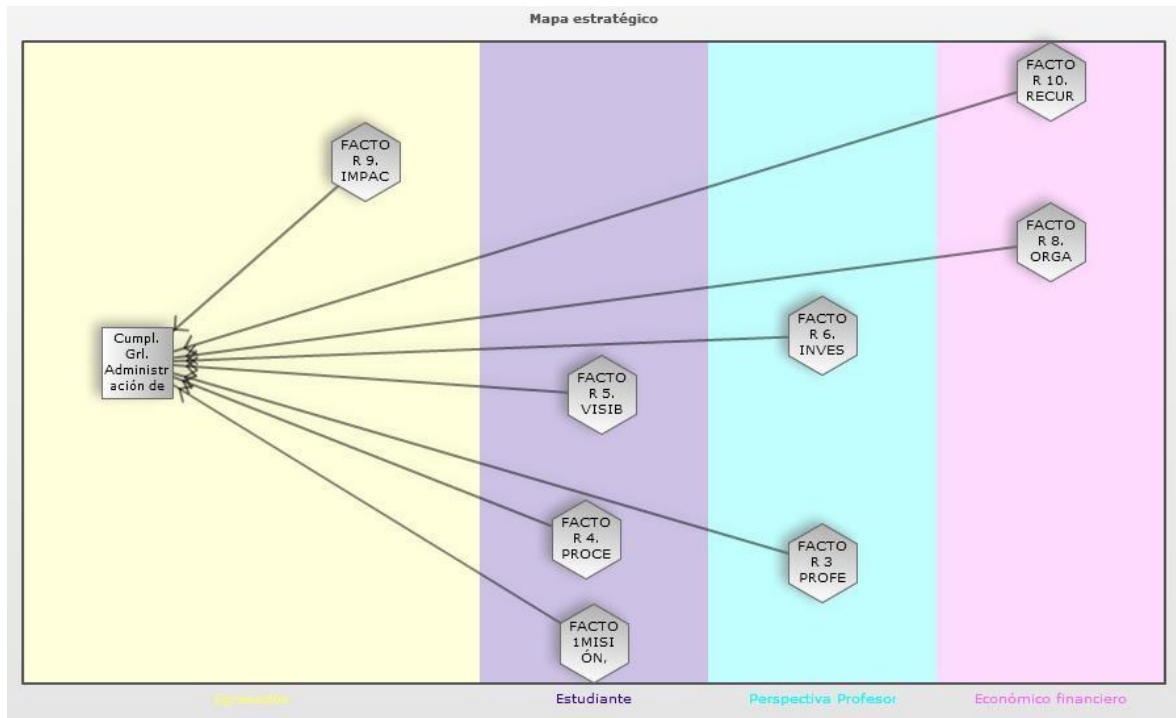 Mapa estratégico
FACTO
R 10.
RECUR
FACTO
R 9.
IMPAC
FACTO
R 8.
ORGA
FACTO
R 6.
INVES
Cumpl.
Grl.
Administr
ación de
FACTO
R 5.
VISIB
FACTO
R 4.
PROCE
FACTO
R 3
PROFE
FACTO
1MISI
ÓN,
Egresados
Estudiante
Perspectiva Profesor
Económico financiero